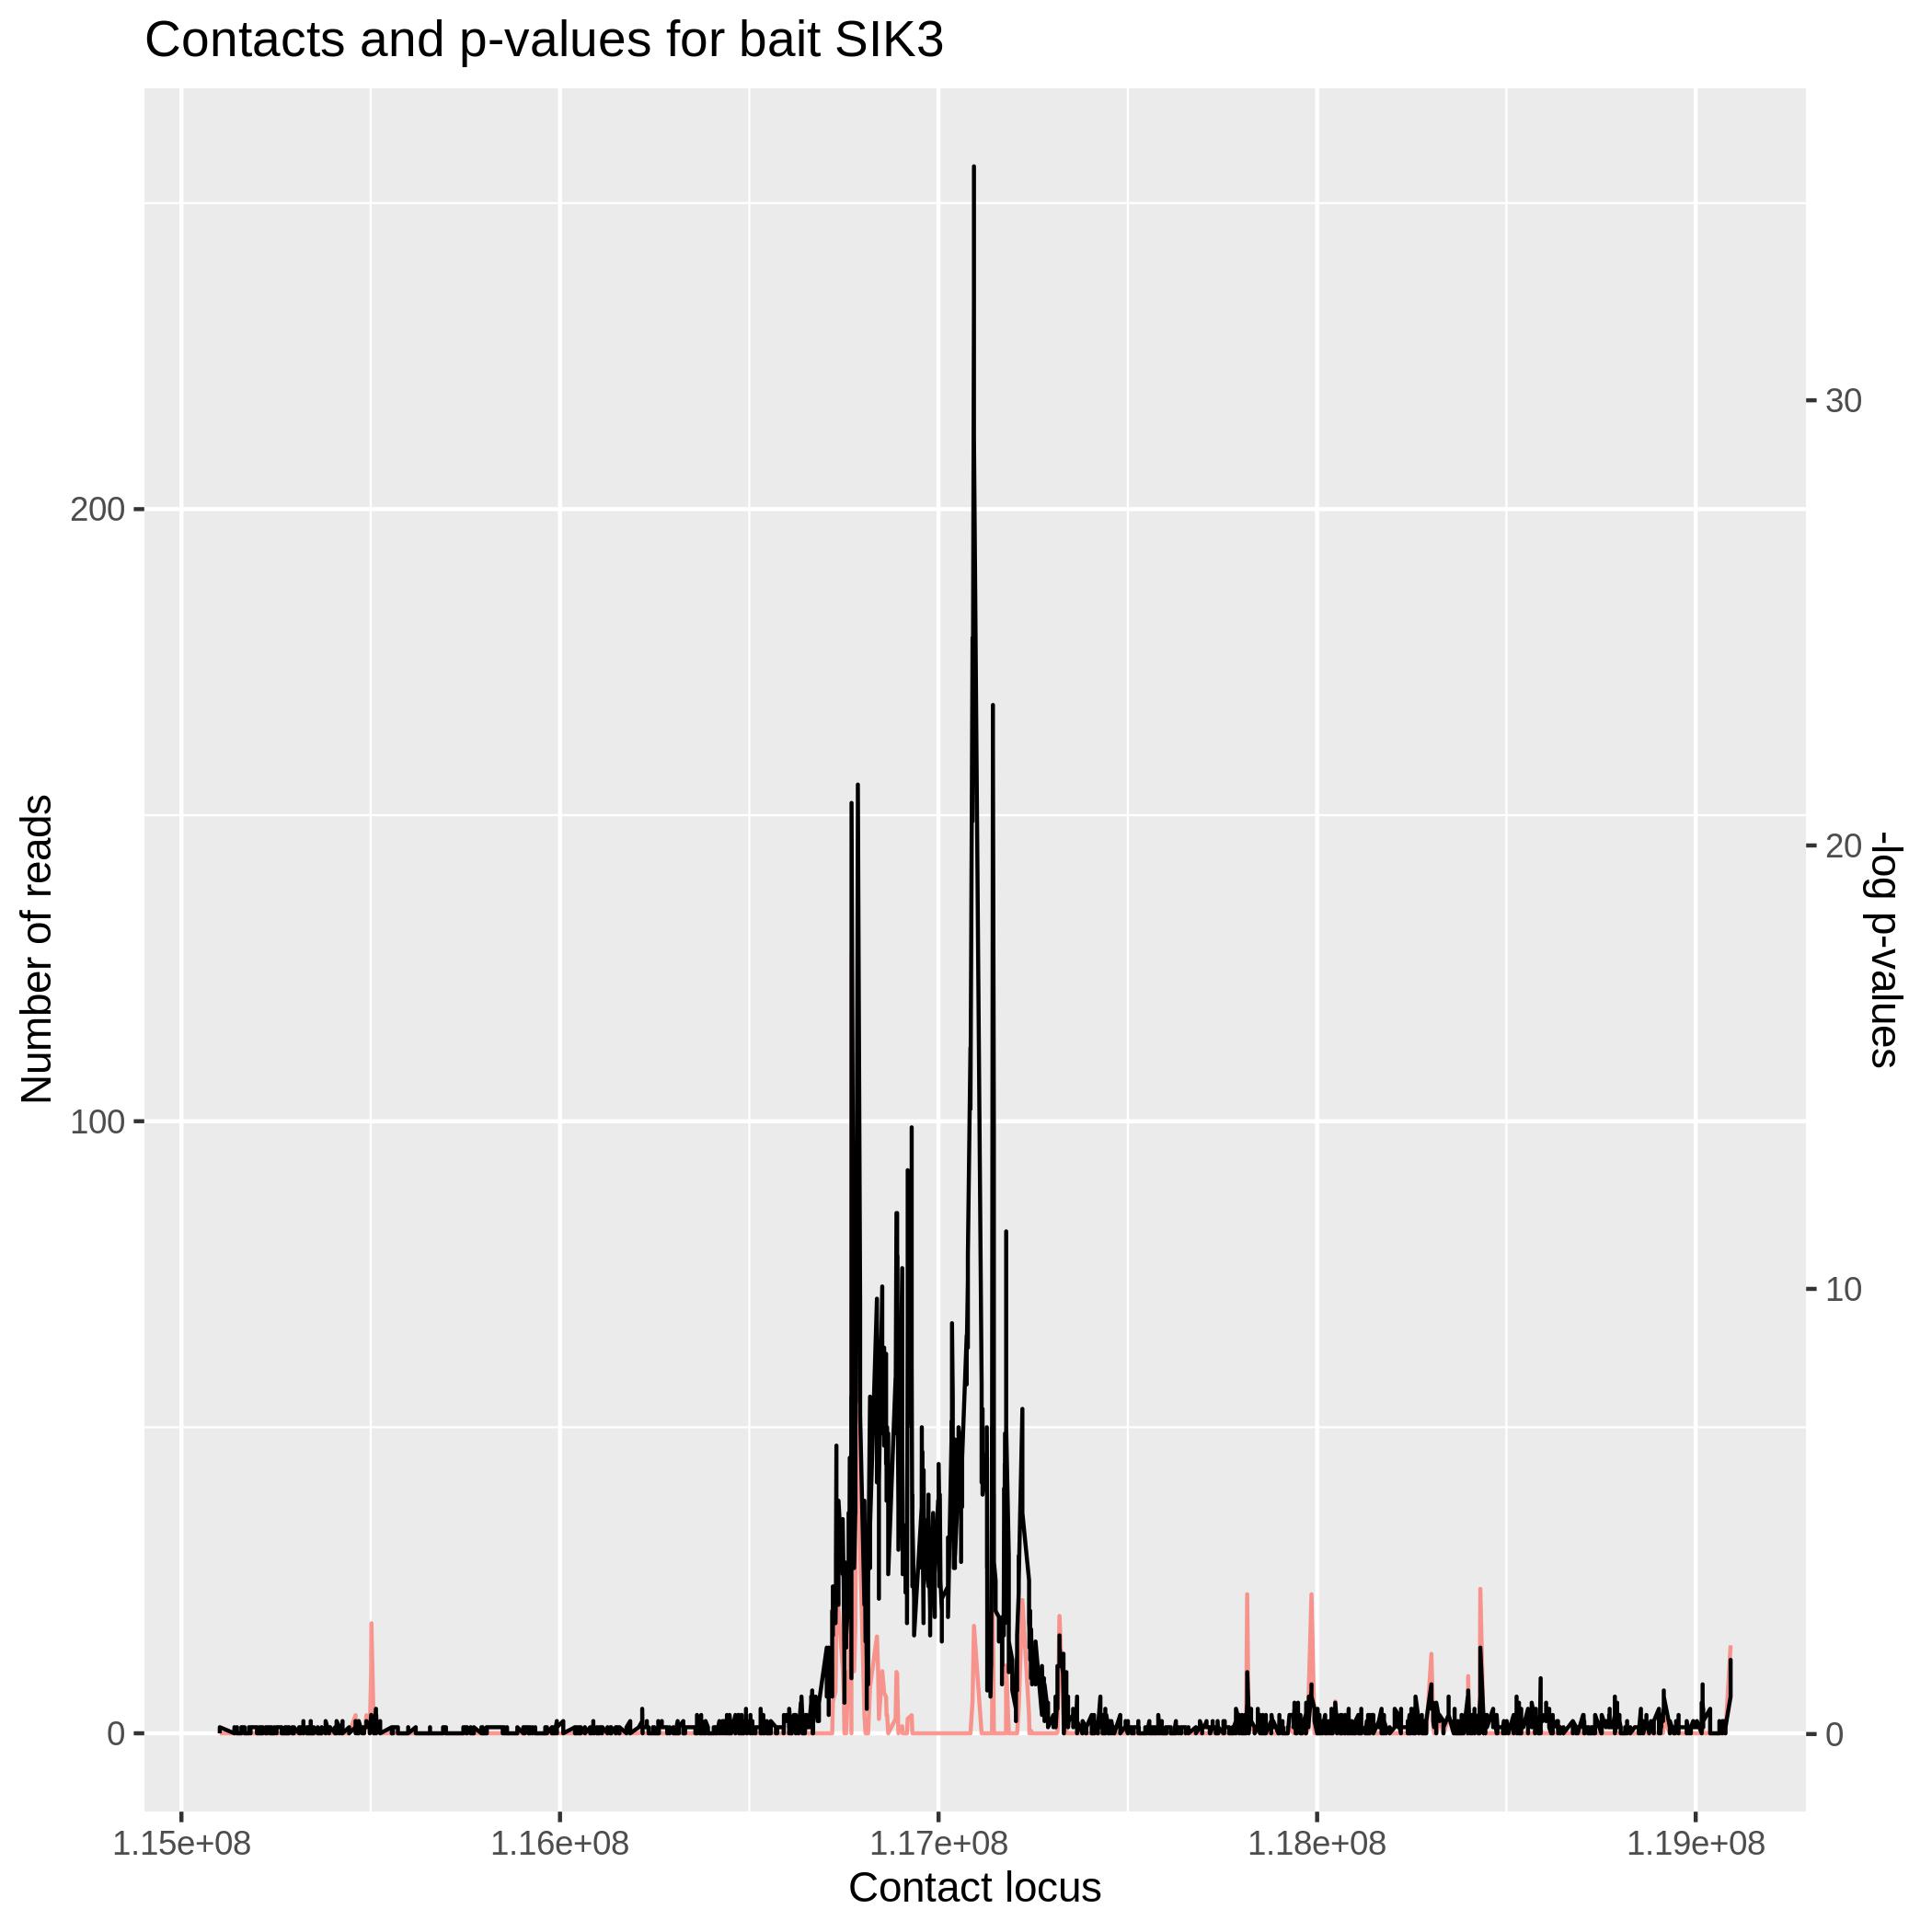 Contacts and p-values for bait SIK3
Number of reads
200
100
0
30
20
10
0
-log p-values
1.15e+08
1.16e+08
1.17e+08
1.18e+08
1.19e+08
Contact locus